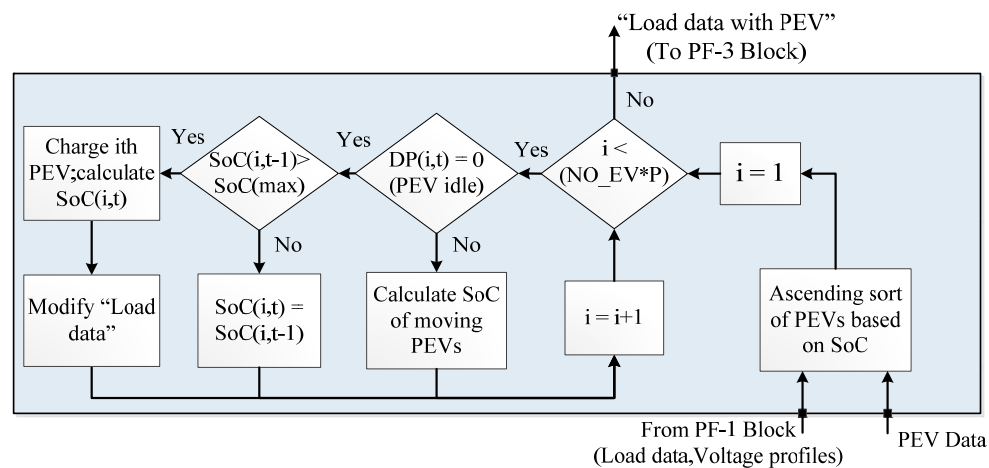 “Load data with PEV”
(To PF-3 Block)
No
Yes
Yes
Yes
Charge ith
PEV;calculate
SoC(i,t)
SoC(i,t-1)>
SoC(max)
DP(i,t) = 0
(PEV idle)
i <
(NO_EV*P)
i = 1
No
No
Modify “Load
data”
SoC(i,t) =
SoC(i,t-1)
Calculate SoC
of moving
PEVs
i = i+1
Ascending sort
of PEVs based
on SoC
From PF-1 Block
(Load data,Voltage profiles)
PEV Data